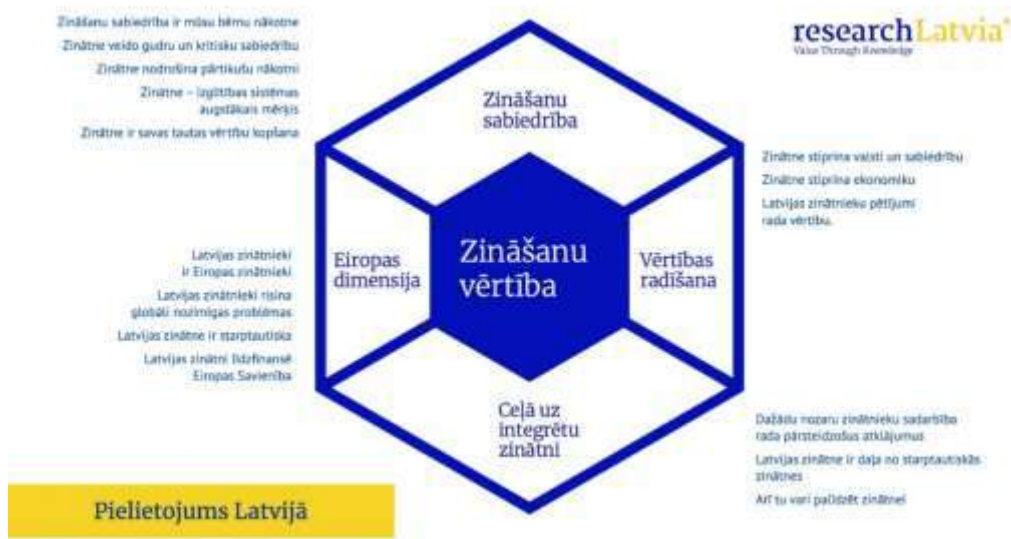 Zināšanu sabiedrība ir mūsu bērnu nākotne
Zinātne veido gudru un kritisku sabiedrību
Zinātne nodrošina pārtikušu nākotni
Zinātne – izglītības sistēmas
augstākais mērķis
Zinātne ir savas tautas vērtību kopšana
researchLatvia
Value Through Knowledge
Zināšanu
sabiedrība
Zinātne stiprina valsti un sabiedrību
Zinātne stiprina ekonomiku
Latvijas zinātnieku pētījumi
rada vērtību.
Eiropas
dimensija
Zināšanu
vērtība
Vērtības
radīšana
Latvijas zinātnieki
ir Eiropas zinātnieki
Latvijas zinātnieki risina
globāli nozīmīgas problēmas
Latvijas zinātne ir starptautiska
Latvijas zinātni līdzfinansē
Eiropas Savienība
Ceļā uz
integrētu
zinātni
Dažādu nozaru zinātnieku sadarbība
rada pārsteidzošus atklājumus
Latvijas zinātne ir daļa no starptautiskās
zinātnes
Arī tu vari palīdzēt zinātnei
Pielietojums Latvijā